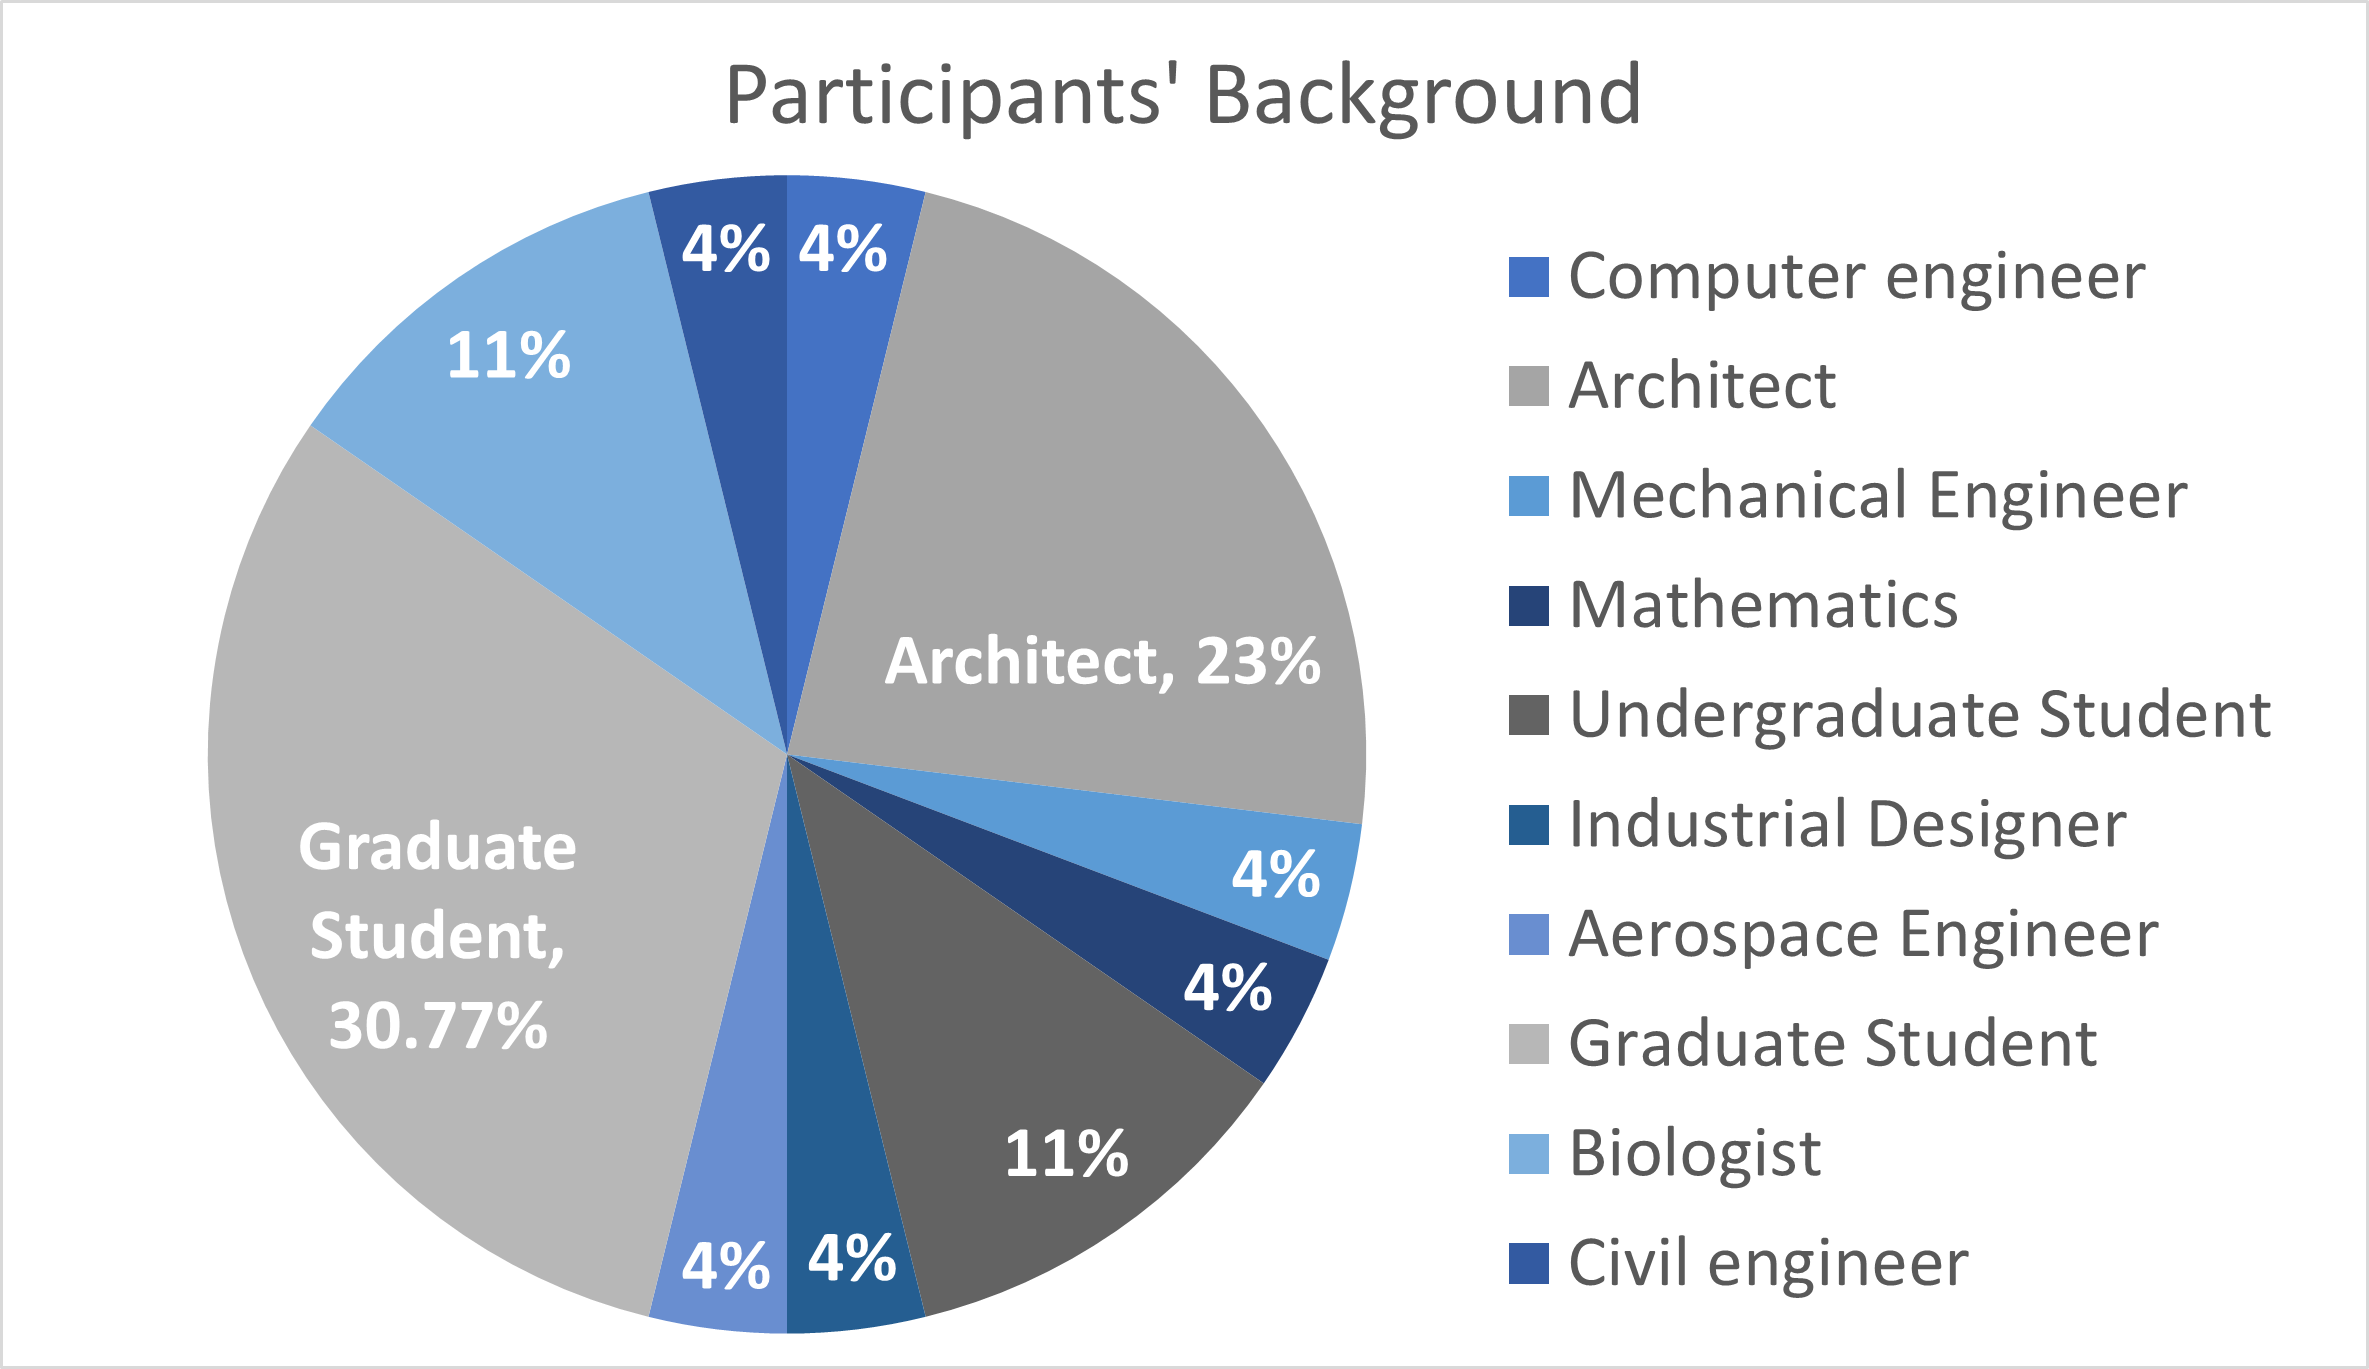 Participants' Background
4%
4%
11%
Architect, 23%
Graduate
Student,
30.77%
4%
4%
11%
4%
4%
Computer engineer
Architect
Mechanical Engineer
Mathematics
Undergraduate Student
Industrial Designer
Aerospace Engineer
Graduate Student
Biologist
Civil engineer